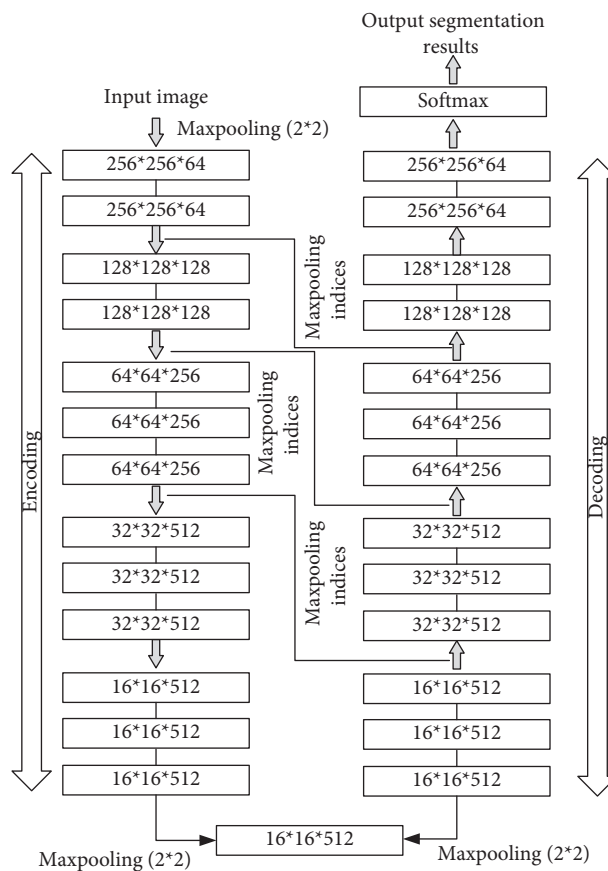 Output segmentation
results
Softmax
Input image
Maxpooling (2*2)
Encoding
256*256*64
256*256*64
128*128*128
128*128*128
64*64*256
64*64*256
64*64*256
32*32*512
32*32*512
32*32*512
16*16*512
16*16*512
16*16*512
Maxpooling (2*2)
16*16*512
Maxpooling (2*2)
Maxpooling
indices
Maxpooling
indices
Maxpooling
indices
256*256*64
256*256*64
128*128*128
128*128*128
64*64*256
64*64*256
64*64*256
32*32*512
32*32*512
32*32*512
16*16*512
16*16*512
16*16*512
Decoding